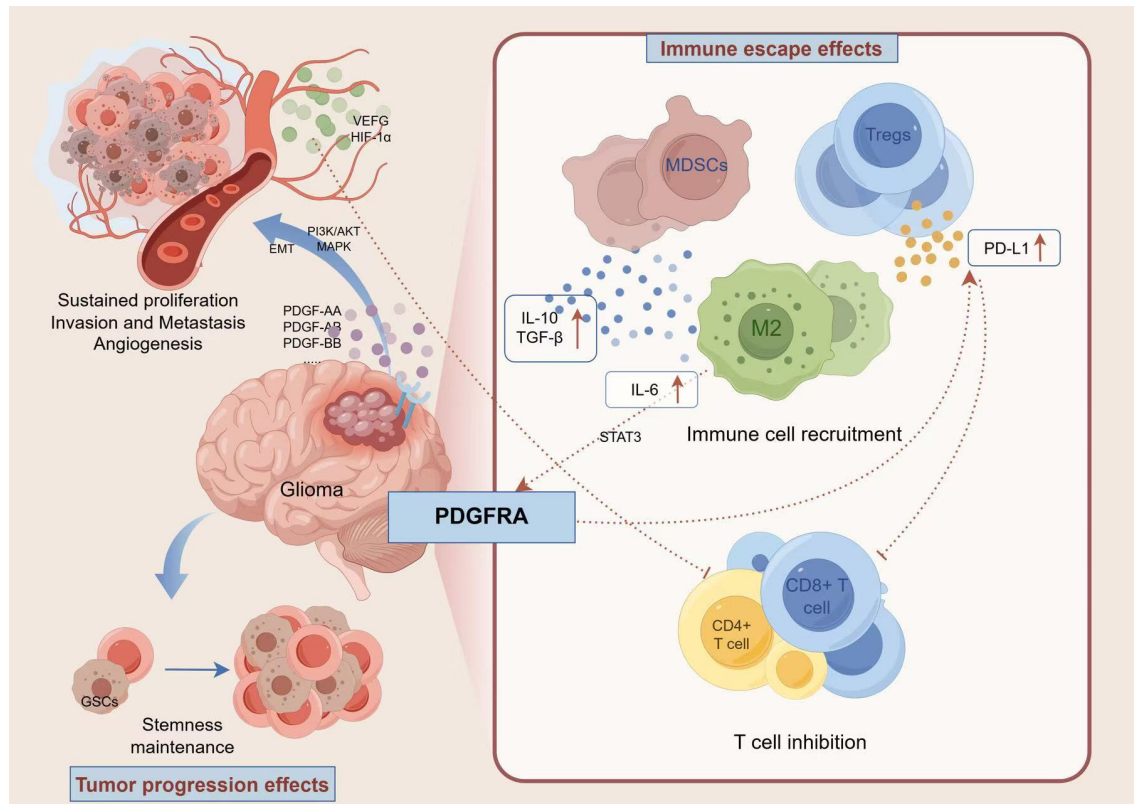 Immune escape effects
VEFG
HIF-1α
MDSCs
Tregs
PI3K/AKT
MAPK
EMT
PD-L1
Sustained proliferation
Invasion and Metastasis
Angiogenesis
PDGF-AA
PDGF-AB
PDGF-BB
......
IL-10
TGF-β
M2
IL-6
STAT3
Immune cell recruitment
Glioma
PDGFRA
CD8+ T
cell
CD4+
T cell
GSCs
Stemness
maintenance
T cell inhibition
Tumor progression effects